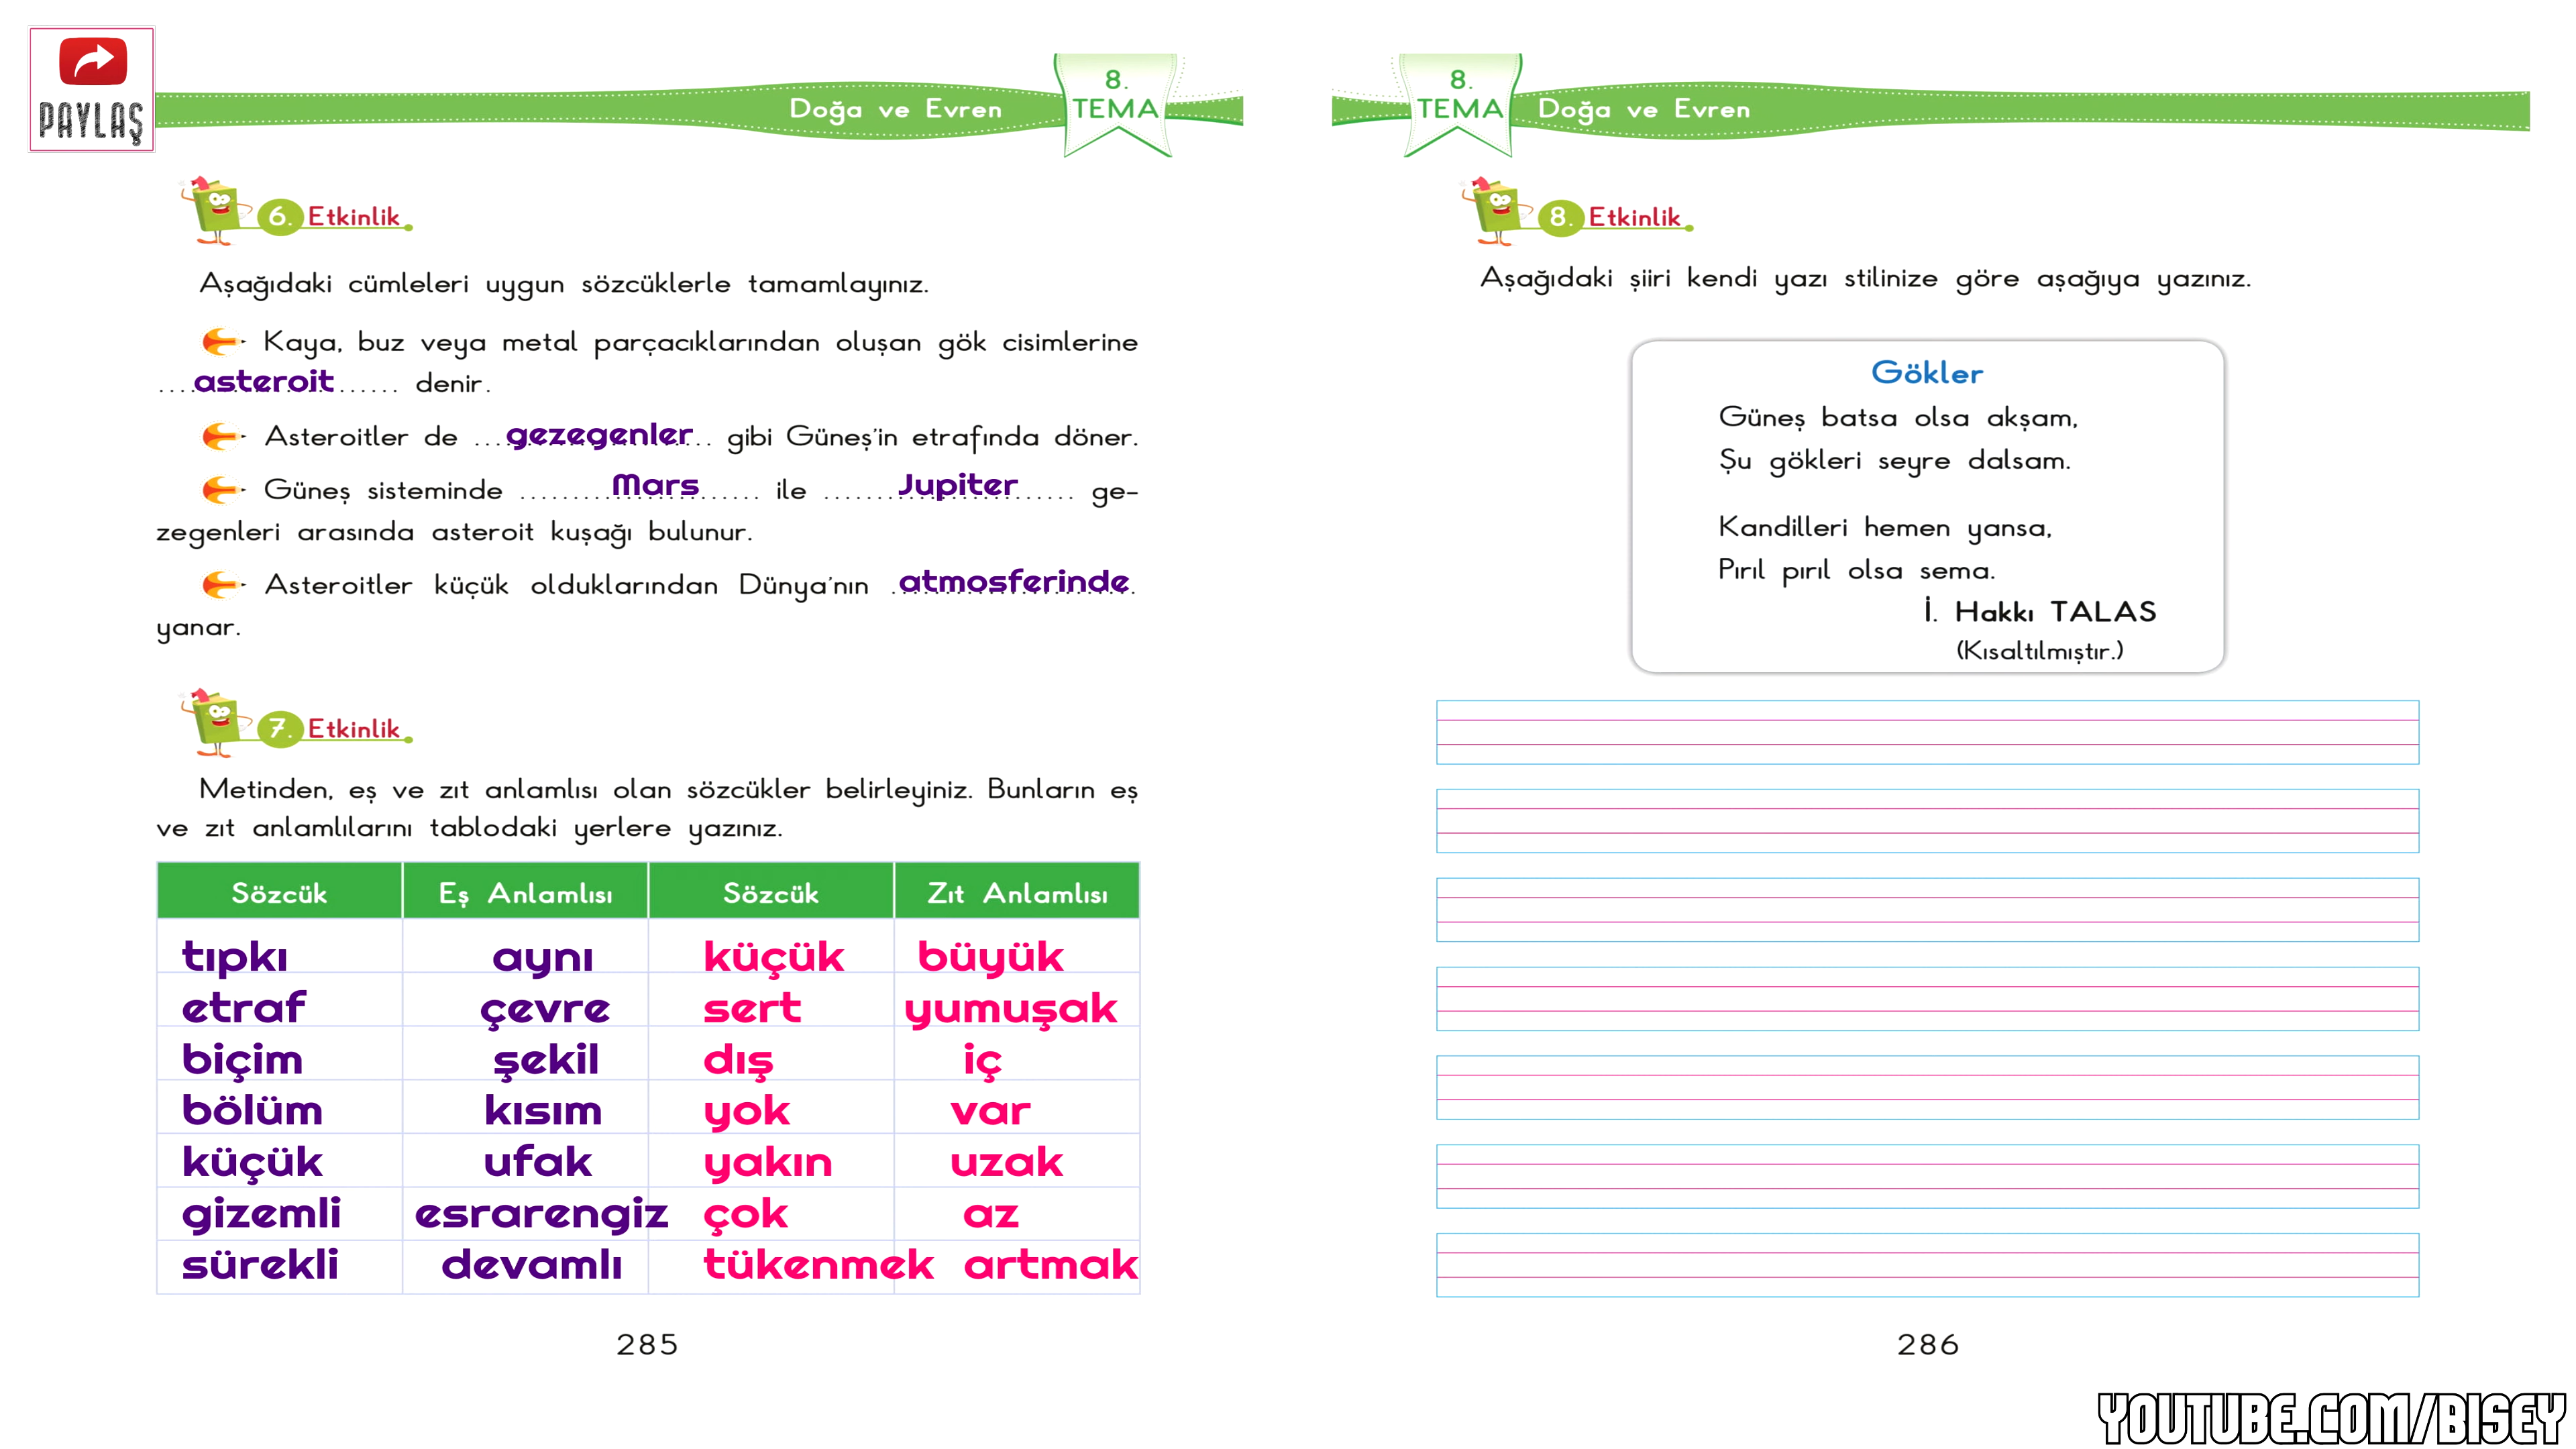 PAYLAŞ
Doğa ve Evren
8.
TEMA
6. Etkinlik
Aşağıdaki cümleleri uygun sözcüklerle tamamlayınız.
Kaya, buz veya metal parçacıklarından oluşan gök cisimlerine
....asteroit...... denir.
Asteroitler de ...gezegenler.. gibi Güneş'in etrafında döner.
Güneş sisteminde .........Mars...... ile .......Jupiter...... ge-
zegenleri arasında asteroit kuşağı bulunur.
Asteroitler küçük olduklarından Dünya'nın .atmosferinde.
yanar.
7. Etkinlik
Metinden, eş ve zıt anlamlısı olan sözcükler belirleyiniz. Bunların eş
ve zıt anlamlılarını tablodaki yerlere yazınız.
Sözcük Eş Anlamlısı Sözcük Zıt Anlamlısı
tıpkı aynı küçük büyük
etraf çevre sert yumuşak
biçim şekil dış iç
bölüm kısım yok var
küçük ufak yakın uzak
gizemli esrarengiz çok az
sürekli devamlı tükenmek artmak
285
8.
TEMA
Doğa ve Evren
8. Etkinlik
Aşağıdaki şiiri kendi yazı stilinize göre aşağıya yazınız.
Gökler
Güneş batsa olsa akşam,
Şu gökleri seyre dalsam.
Kandilleri hemen yansa,
Pırıl pırıl olsa sema.
İ. Hakkı TALAS
(Kısaltılmıştır.)
286
YOUTUBE.COM/BISEY